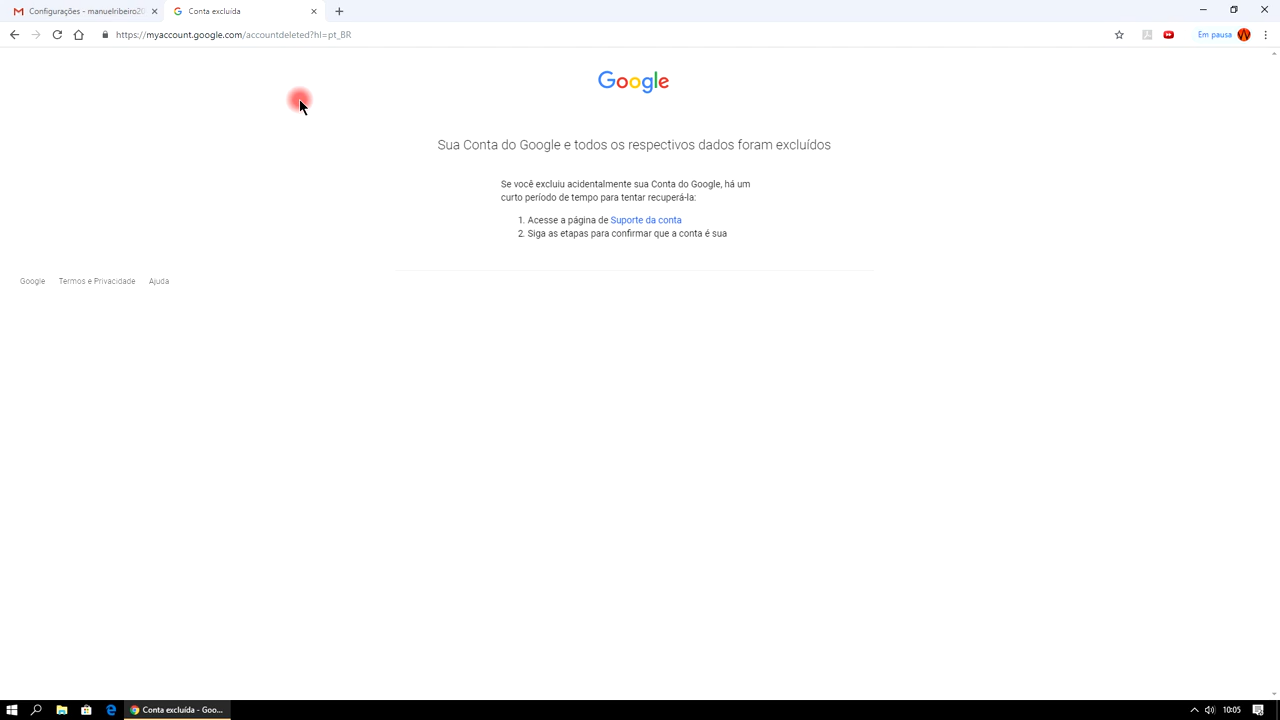 Configurações - manuelribeiro20
Conta excluída
https://myaccount.google.com/accountdeleted?hl=pt_BR
Em pausa
Google
Sua Conta do Google e todos os respectivos dados foram excluídos
Se você excluiu acidentalmente sua Conta do Google, há um
curto período de tempo para tentar recuperá-la:
1. Acesse a página de Suporte da conta
2. Siga as etapas para confirmar que a conta é sua
Google Termos e Privacidade Ajuda
Conta excluída - Goo...
10:05